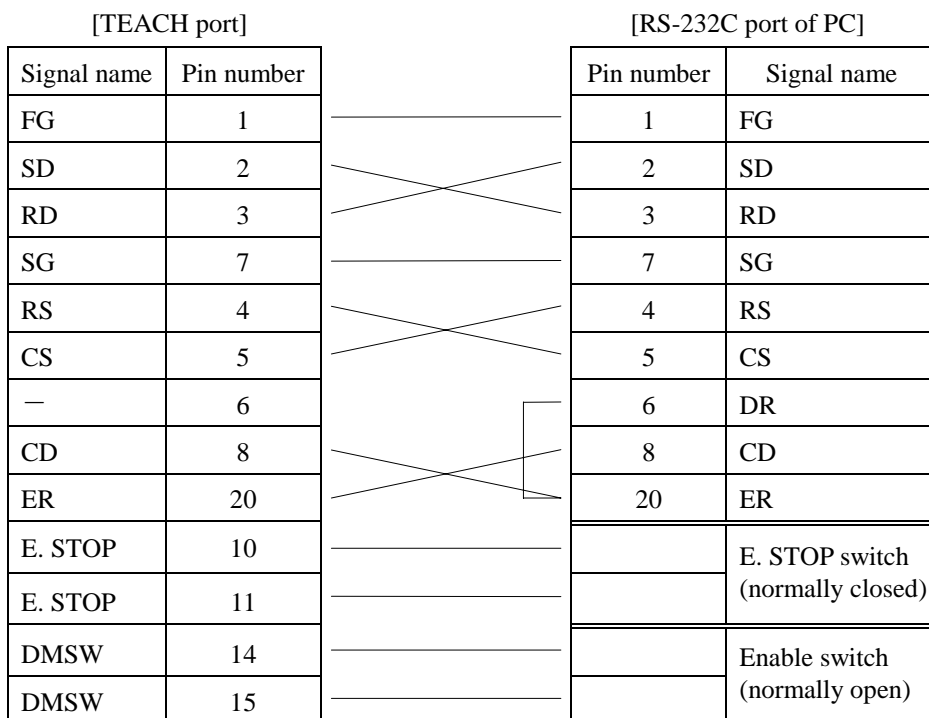 [TEACH port] [RS-232C port of PC]
Signal name Pin number Pin number Signal name
FG 1 1 FG
SD 2 2 SD
RD 3 3 RD
SG 7 7 SG
RS 4 4 RS
CS 5 5 CS
— 6 6 DR
CD 8 8 CD
ER 20 20 ER
E. STOP 10 E. STOP switch
E. STOP 11 (normally closed)
DMSW 14 Enable switch
DMSW 15 (normally open)